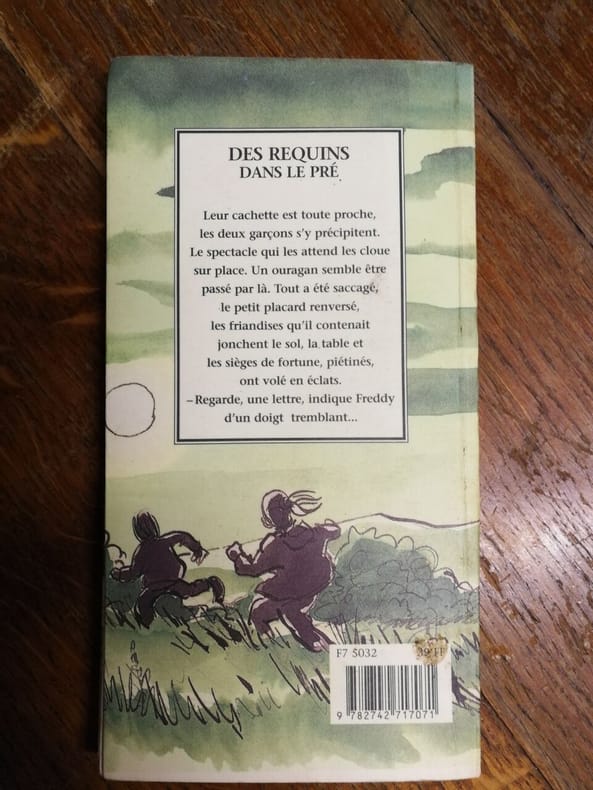 DES REQUINS
DANS LE PRÉ
Leur cachette est toute proche,
les deux garçons s'y précipitent.
Le spectacle qui les attend les cloue
sur place. Un ouragan semble être
passé par là. Tout a été saccagé,
le petit placard renversé,
les friandises qu'il contenait
jonchent le sol, la table et
les sièges de fortune, piétinés,
ont volé en éclats.
– Regarde, une lettre, indique Freddy
d'un doigt tremblant...
F7 5032 39 FF
9 782742 717071